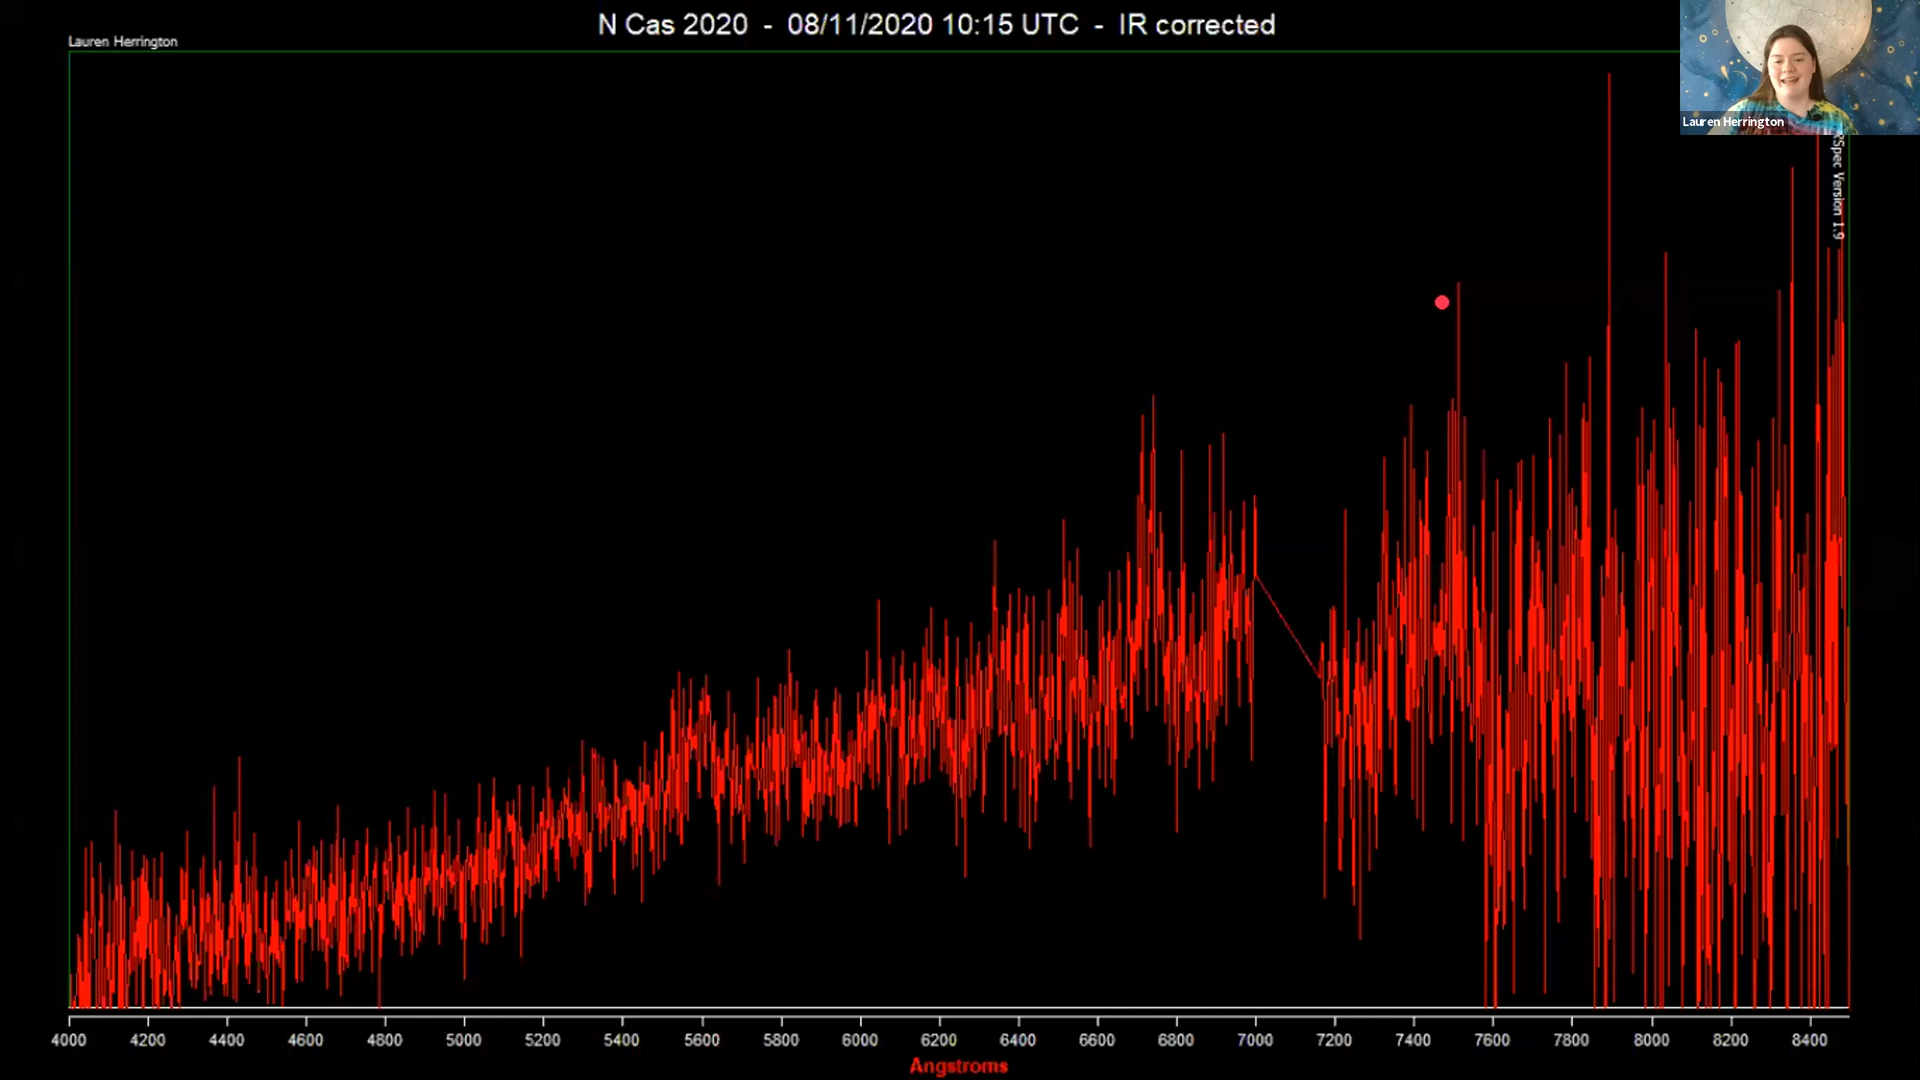 N Cas 2020 - 08/11/2020 10:15 UTC - IR corrected
Lauren Herrington
Lauren Herrington
RSpec Version 1.9
4000 4200 4400 4600 4800 5000 5200 5400 5600 5800 6000 6200 6400 6600 6800 7000 7200 7400 7600 7800 8000 8200 8400
Angstroms